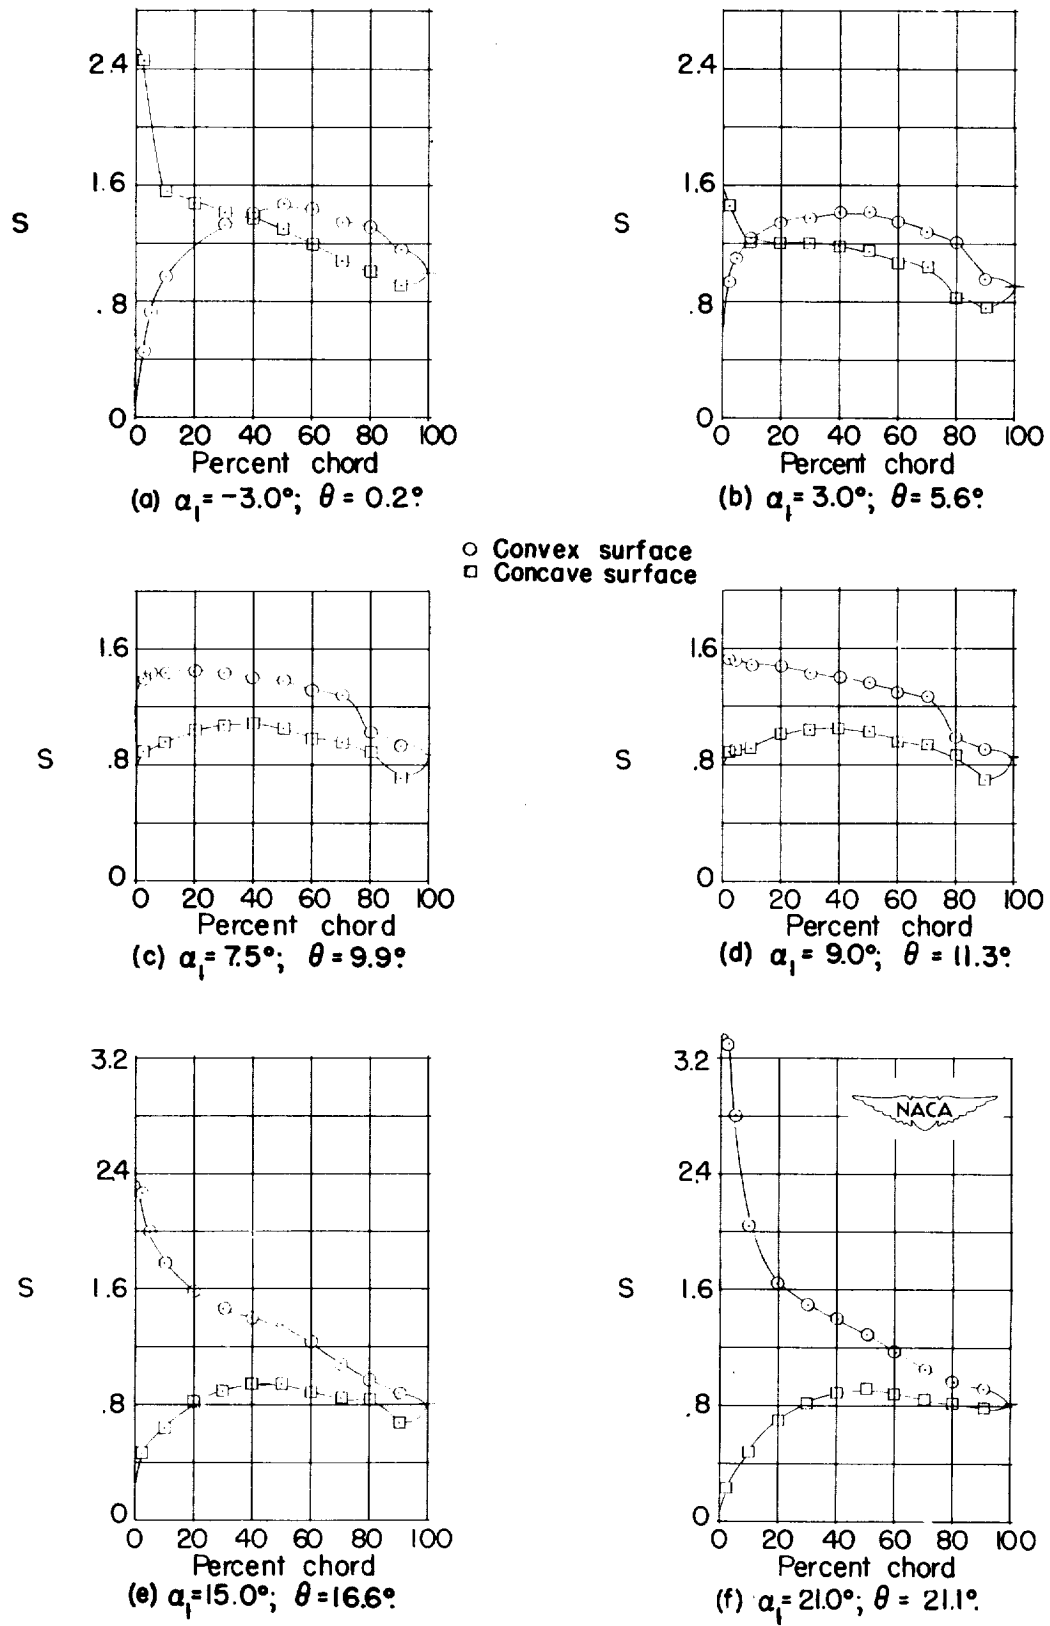 2.4
1.6
S
.8
0
0 20 40 60 80 100
Percent chord
(a) α₁ = -3.0°; θ = 0.2°.
2.4
1.6
S
.8
0
0 20 40 60 80 100
Percent chord
(b) α₁ = 3.0°; θ = 5.6°.
Convex surface
Concave surface
1.6
S
.8
0
0 20 40 60 80 100
Percent chord
(c) α₁ = 7.5°; θ = 9.9°.
1.6
S
.8
0
0 20 40 60 80 100
Percent chord
(d) α₁ = 9.0°; θ = 11.3°.
3.2
2.4
1.6
S
.8
0
0 20 40 60 80 100
Percent chord
(e) α₁ = 15.0°; θ = 16.6°.
3.2
NACA
2.4
1.6
S
.8
0
0 20 40 60 80 100
Percent chord
(f) α₁ = 21.0°; θ = 21.1°.